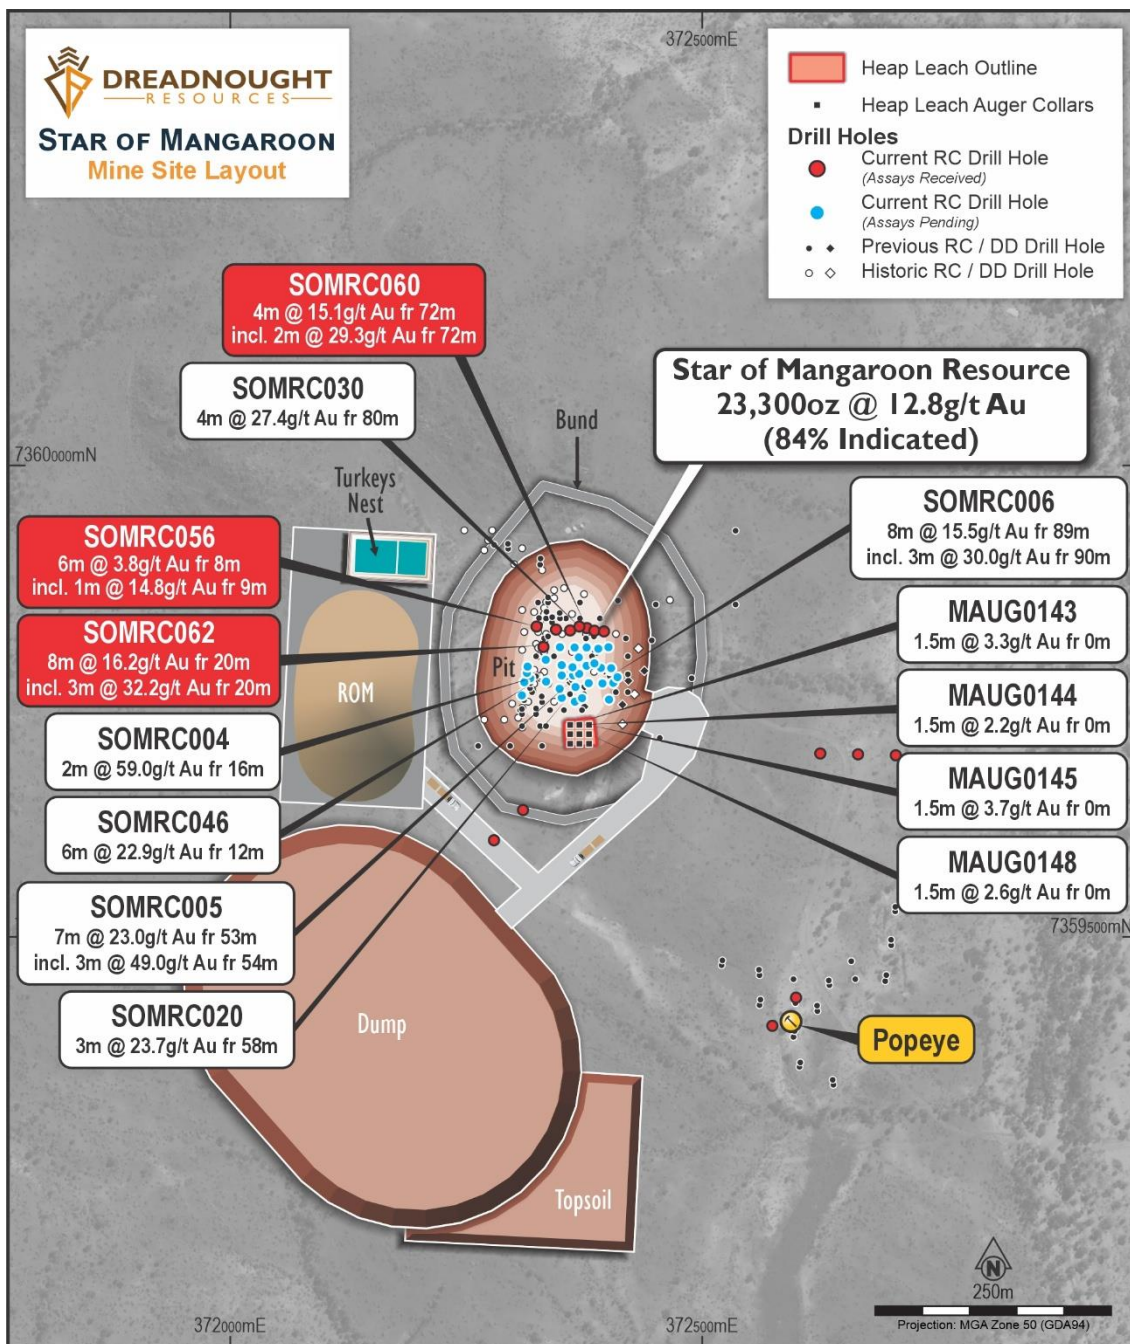 372500mE
DREADNOUGHT
RESOURCES
STAR OF MANGAROON
Mine Site Layout
Heap Leach Outline
Heap Leach Auger Collars
Drill Holes
Current RC Drill Hole
(Assays Received)
Current RC Drill Hole
(Assays Pending)
Previous RC / DD Drill Hole
Historic RC / DD Drill Hole
SOMRC060
4m @ 15.1g/t Au fr 72m
incl. 2m @ 29.3g/t Au fr 72m
SOMRC030
4m @ 27.4g/t Au fr 80m
Star of Mangaroon Resource
23,300oz @ 12.8g/t Au
(84% Indicated)
Bund
7360000mN
Turkeys
Nest
SOMRC006
8m @ 15.5g/t Au fr 89m
incl. 3m @ 30.0g/t Au fr 90m
SOMRC056
6m @ 3.8g/t Au fr 8m
incl. 1m @ 14.8g/t Au fr 9m
MAUG0143
1.5m @ 3.3g/t Au fr 0m
SOMRC062
8m @ 16.2g/t Au fr 20m
incl. 3m @ 32.2g/t Au fr 20m
Pit
ROM
MAUG0144
1.5m @ 2.2g/t Au fr 0m
SOMRC004
2m @ 59.0g/t Au fr 16m
MAUG0145
1.5m @ 3.7g/t Au fr 0m
SOMRC046
6m @ 22.9g/t Au fr 12m
MAUG0148
1.5m @ 2.6g/t Au fr 0m
SOMRC005
7m @ 23.0g/t Au fr 53m
incl. 3m @ 49.0g/t Au fr 54m
7359500mN
SOMRC020
3m @ 23.7g/t Au fr 58m
Dump
Popeye
Topsoil
N
250m
Projection: MGA Zone 50 (GDA94)
372000mE
372500mE